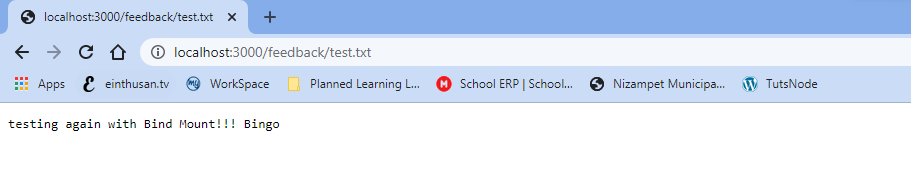 localhost:3000/feedback/test.txt
localhost:3000/feedback/test.txt
Apps einthusan.tv WorkSpace Planned Learning L... School ERP | School... Nizampet Municipa... TutsNode
testing again with Bind Mount!!! Bingo